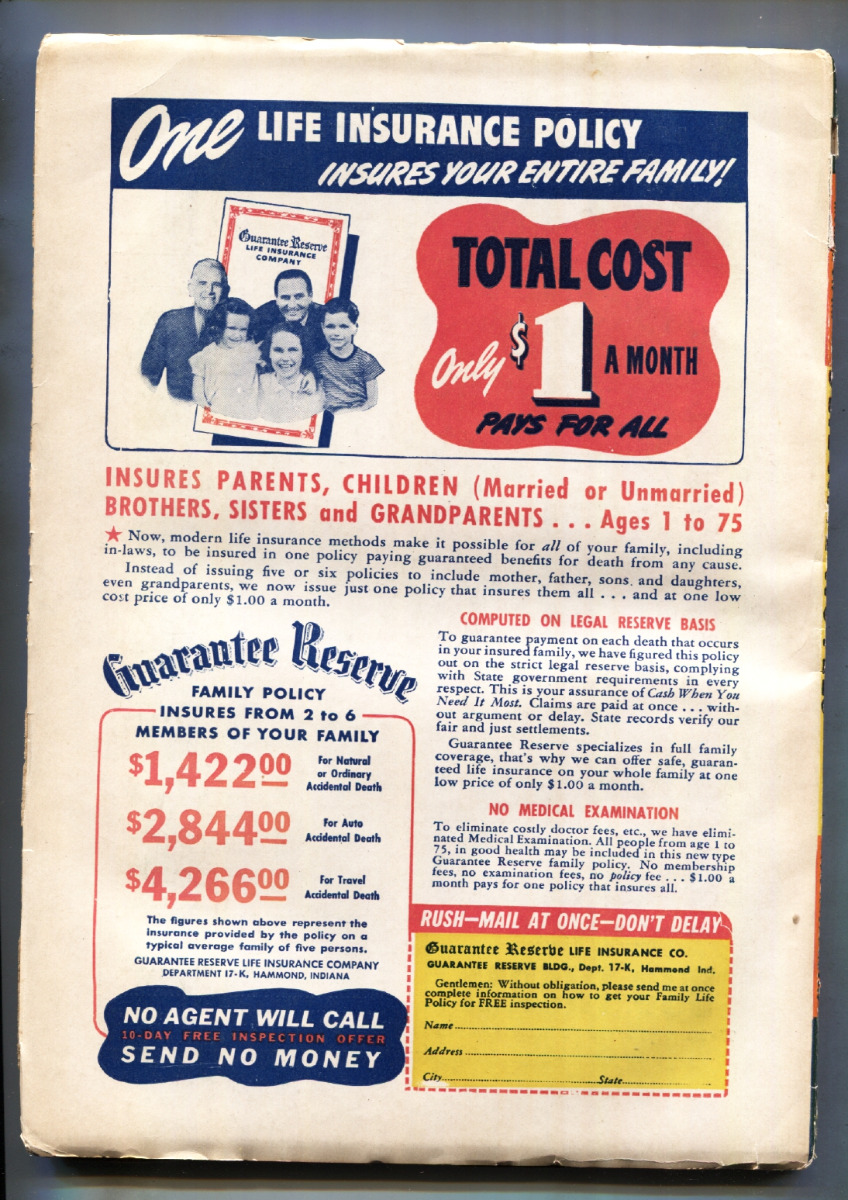 One LIFE INSURANCE POLICY
INSURES YOUR ENTIRE FAMILY!
Guarantee Reserve
LIFE INSURANCE
COMPANY
TOTAL COST
Only $1 A MONTH
PAYS FOR ALL
INSURES PARENTS, CHILDREN (Married or Unmarried)
BROTHERS, SISTERS and GRANDPARENTS . . . Ages 1 to 75
★ Now, modern life insurance methods make it possible for all of your family, including
in-laws, to be insured in one policy paying guaranteed benefits for death from any cause.
Instead of issuing five or six policies to include mother, father, sons and daughters,
even grandparents, we now issue just one policy that insures them all . . . and at one low
cost price of only $1.00 a month.
Guarantee Reserve
FAMILY POLICY
INSURES FROM 2 to 6
MEMBERS OF YOUR FAMILY
$1,422.00 For Natural
or Ordinary
Accidental Death
$2,844.00 For Auto
Accidental Death
$4,266.00 For Travel
Accidental Death
The figures shown above represent the
insurance provided by the policy on a
typical average family of five persons.
GUARANTEE RESERVE LIFE INSURANCE COMPANY
DEPARTMENT 17-K, HAMMOND, INDIANA
NO AGENT WILL CALL
10-DAY FREE INSPECTION OFFER
SEND NO MONEY
COMPUTED ON LEGAL RESERVE BASIS
To guarantee payment on each death that occurs
in your insured family, we have figured this policy
out on the strict legal reserve basis, complying
with State government requirements in every
respect. This is your assurance of Cash When You
Need It Most. Claims are paid at once . . . with-
out argument or delay. State records verify our
fair and just settlements.
Guarantee Reserve specializes in full family
coverage, that's why we can offer safe, guaran-
teed life insurance on your whole family at one
low price of only $1.00 a month.
NO MEDICAL EXAMINATION
To eliminate costly doctor fees, etc., we have elimi-
nated Medical Examination. All people from age 1 to
75, in good health may be included in this new type
Guarantee Reserve family policy. No membership
fees, no examination fees, no policy fee . . . $1.00 a
month pays for one policy that insures all.
RUSH—MAIL AT ONCE—DON'T DELAY
Guarantee Reserve LIFE INSURANCE CO.
GUARANTEE RESERVE BLDG., Dept. 17-K, Hammond Ind.
Gentlemen: Without obligation, please send me at once
complete information on how to get your Family Life
Policy for FREE inspection.
Name
Address
City State